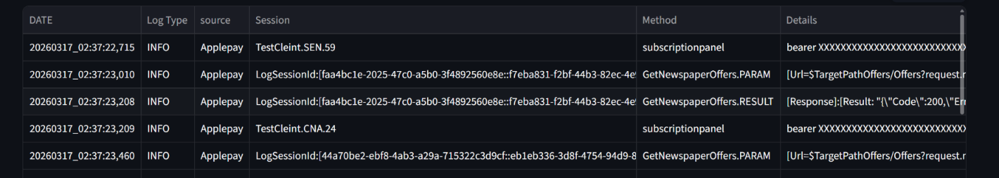 DATE Log Type source Session Method Details
20260317_02:37:22,715 INFO Applepay TestCleint.SEN.59 subscriptionpanel bearer XXXXXXXXXXXXXXXXXXXXXXXXXX
20260317_02:37:23,010 INFO Applepay LogSessionId:[faa4bc1e-2025-47c0-a5b0-3f4892560e8e::f7eba831-f2bf-44b3-82ec-4e GetNewspaperOffers.PARAM [Url=$TargetPathOffers/Offers?request.r
20260317_02:37:23,208 INFO Applepay LogSessionId:[faa4bc1e-2025-47c0-a5b0-3f4892560e8e::f7eba831-f2bf-44b3-82ec-4e GetNewspaperOffers.RESULT [Response]:[Result: "{\"Code\":200,\"Err
20260317_02:37:23,209 INFO Applepay TestCleint.CNA.24 subscriptionpanel bearer XXXXXXXXXXXXXXXXXXXXXXXXXX
20260317_02:37:23,460 INFO Applepay LogSessionId:[44a70be2-ebf8-4ab3-a29a-715322c3d9cf::eb1eb336-3d8f-4754-94d9-8 GetNewspaperOffers.PARAM [Url=$TargetPathOffers/Offers?request.r